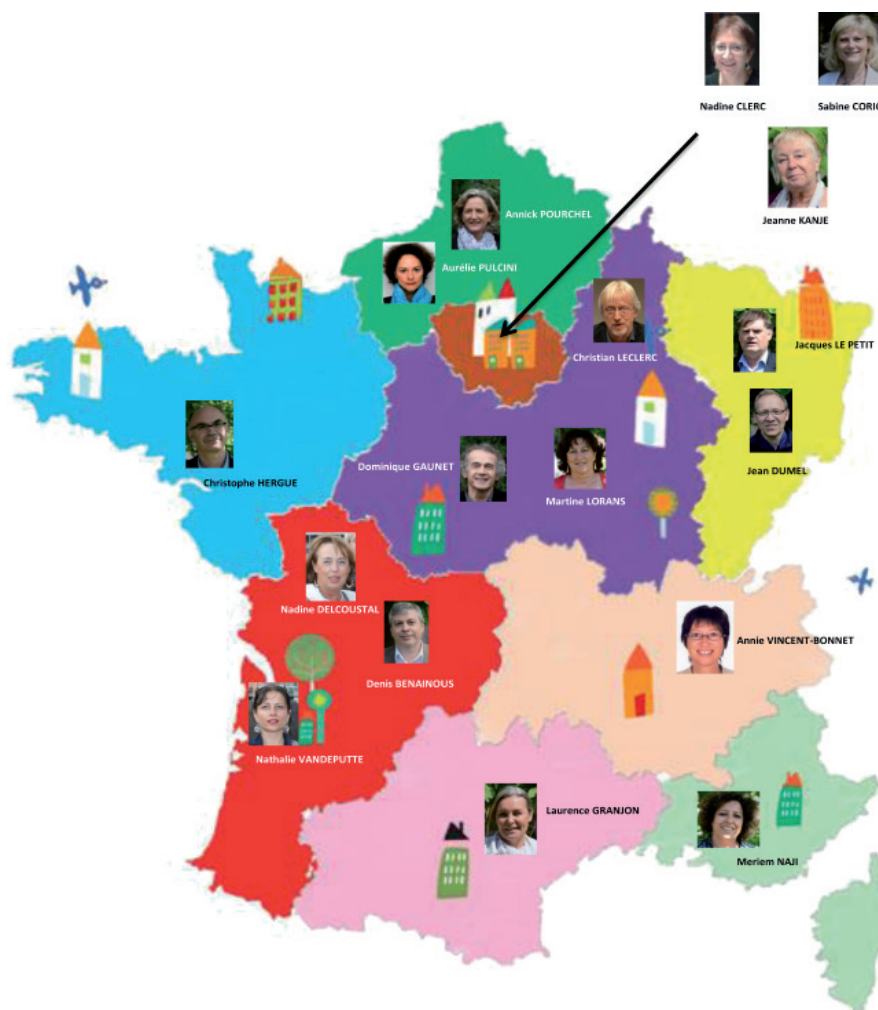 Nadine CLERC
Sabine CORIC
Jeanne KANJE
Annick POURCHEL
Aurélie PULCINI
Christian LECLERC
Jacques LE PETIT
Dominique GAUNET
Martine LORANS
Jean DUMEL
Christophe HERGUE
Nadine DELCOUSTAL
Annie VINCENT-BONNET
Denis BENAINOUS
Nathalie VANDEPUTTE
Laurence GRANJON
Meriem NAJI